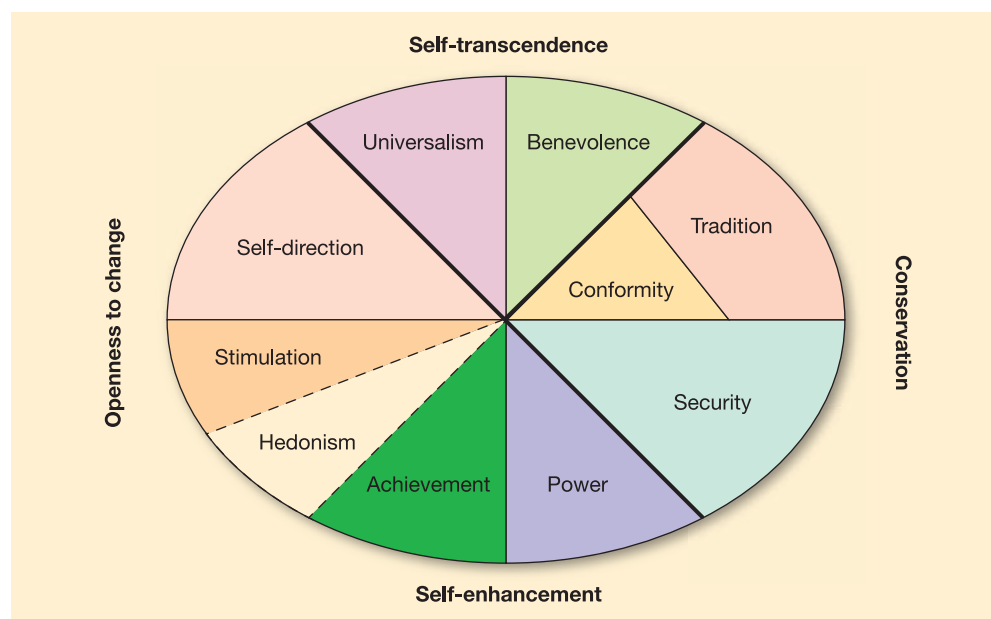 Self-transcendence
Universalism
Benevolence
Tradition
Self-direction
Conformity
Openness to change
Conservation
Stimulation
Security
Hedonism
Achievement
Power
Self-enhancement